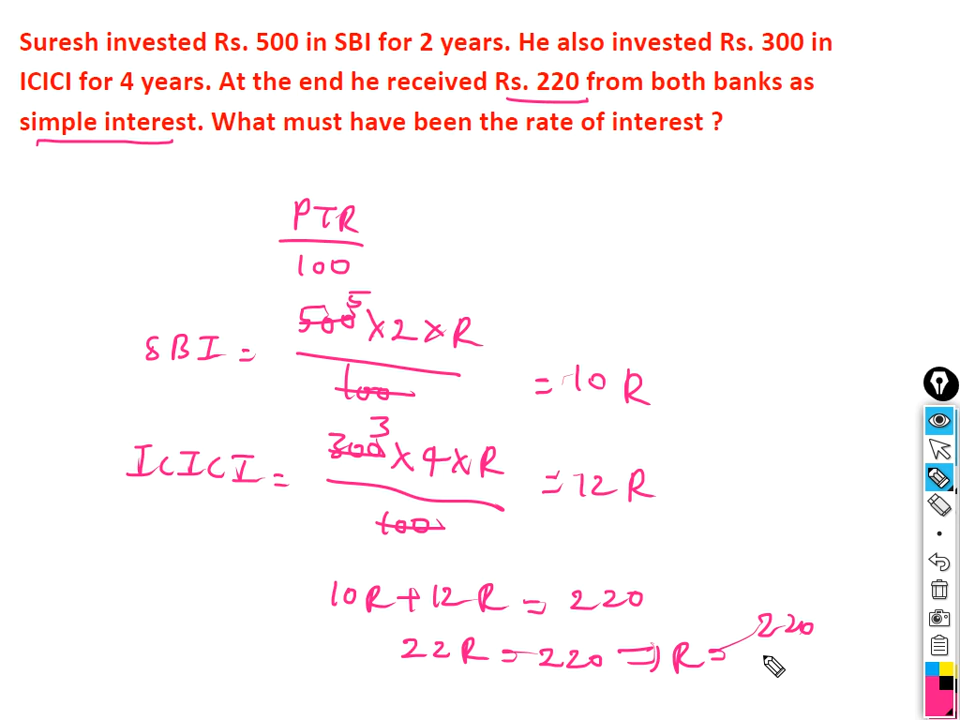 Suresh invested Rs. 500 in SBI for 2 years. He also invested Rs. 300 in
ICICI for 4 years. At the end he received Rs. 220 from both banks as
simple interest. What must have been the rate of interest ?
PTR
100
500 5 × 2 × R
SBI =
100
= 10 R
300 3 × 4 × R
ICICI =
100
= 12 R
10R + 12 R = 220
22R = 220 ⇒ R = 220